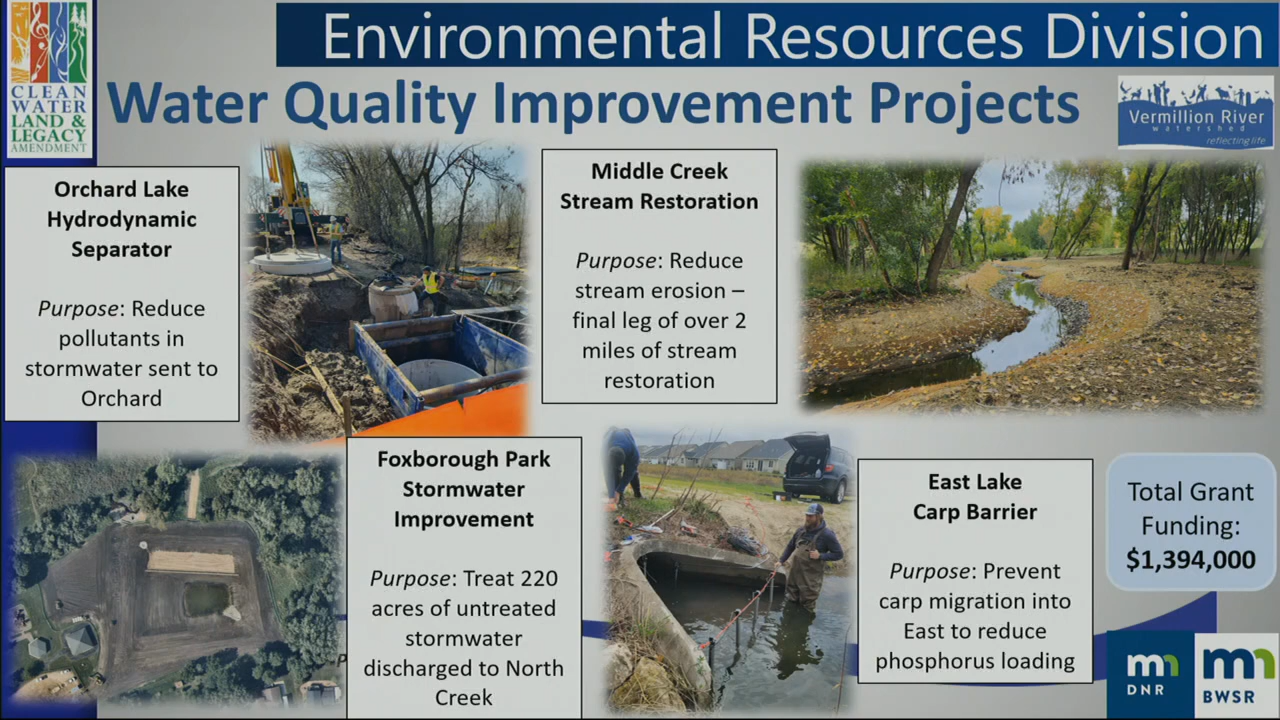 Environmental Resources Division
CLEAN
WATER
LAND &
LEGACY
AMENDMENT
Water Quality Improvement Projects
Vermillion River
watershed
reflecting life
Orchard Lake
Hydrodynamic
Separator
Purpose: Reduce
pollutants in
stormwater sent to
Orchard
Middle Creek
Stream Restoration
Purpose: Reduce
stream erosion –
final leg of over 2
miles of stream
restoration
Foxborough Park
Stormwater
Improvement
Purpose: Treat 220
acres of untreated
stormwater
discharged to North
Creek
East Lake
Carp Barrier
Purpose: Prevent
carp migration into
East to reduce
phosphorus loading
Total Grant
Funding:
$1,394,000
mn
DNR
mn
BWSR